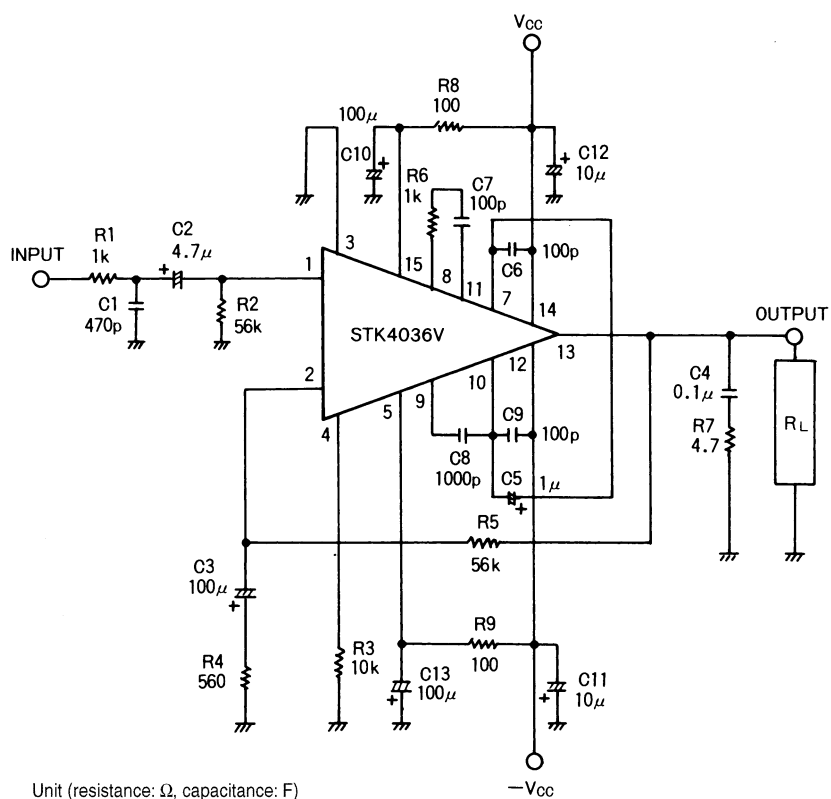 Vcc
R8
100
100μ
C10
+
R6
1k
C7
100p
+
C12
10μ
INPUT
R1
1k
C2
4.7μ
+
C1
470p
R2
56k
1
3
15
8
11
7
C6
100p
14
STK4036V
13
OUTPUT
2
4
5
9
10
12
C8
1000p
C9
100p
C5
1μ
+
C4
0.1μ
R7
4.7
RL
R5
56k
C3
100μ
+
R4
560
R3
10k
R9
100
C13
100μ
+
C11
10μ
+
−Vcc
Unit (resistance: Ω, capacitance: F)